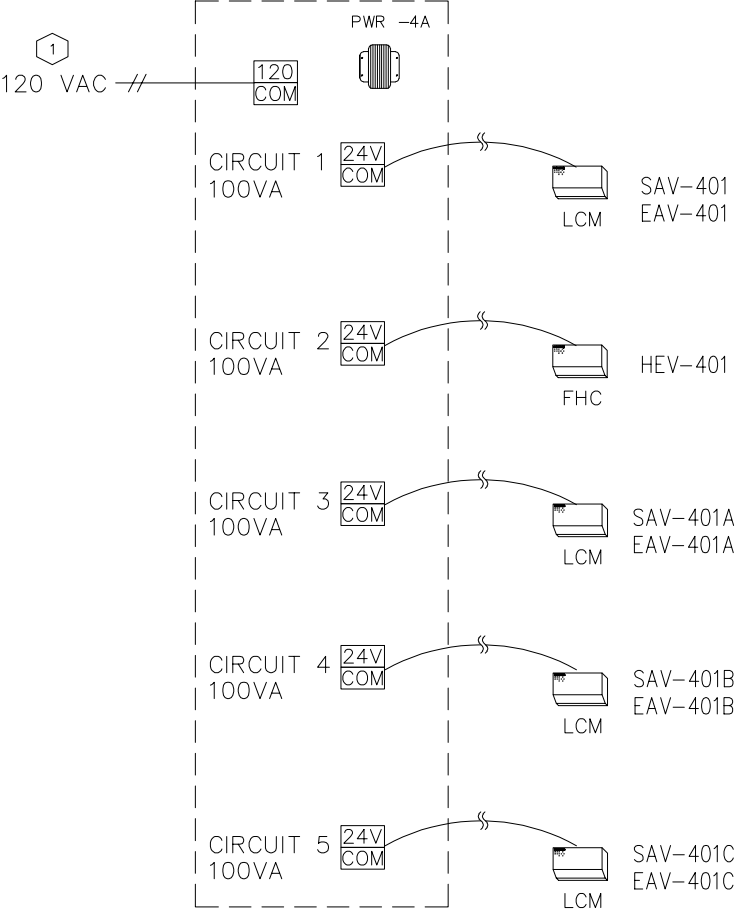 PWR -4A
1
120 VAC
120
COM
CIRCUIT 1
100VA
24V
COM
LCM
SAV-401
EAV-401
CIRCUIT 2
100VA
24V
COM
FHC
HEV-401
CIRCUIT 3
100VA
24V
COM
LCM
SAV-401A
EAV-401A
CIRCUIT 4
100VA
24V
COM
LCM
SAV-401B
EAV-401B
CIRCUIT 5
100VA
24V
COM
LCM
SAV-401C
EAV-401C